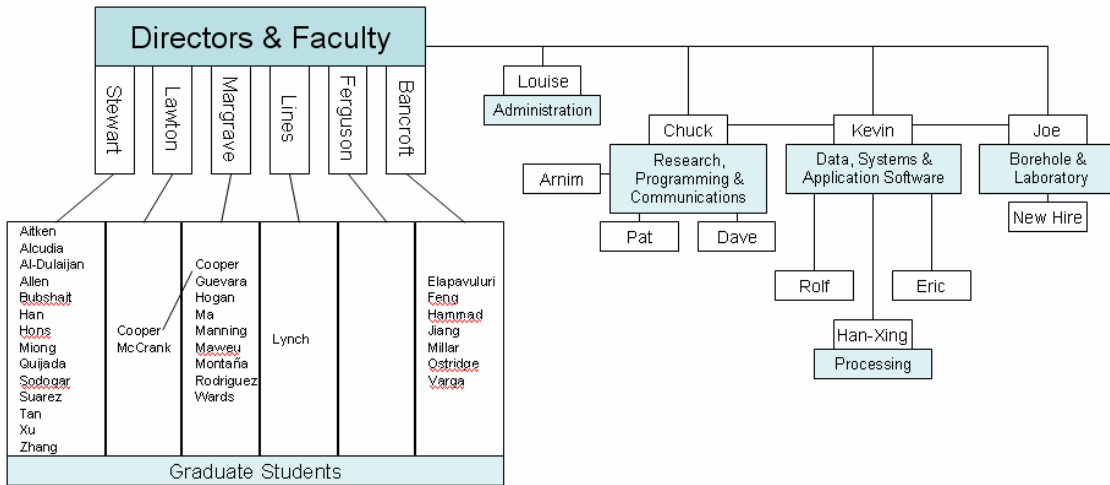 Directors & Faculty
Stewart
Lawton
Margrave
Lines
Ferguson
Bancroft
Aitken
Alcudia
Al-Dulaijan
Allen
Bubshait
Han
Hons
Miong
Quijada
Sodogar
Suarez
Tan
Xu
Zhang
Cooper
McCrank
Cooper
Guevara
Hogan
Ma
Manning
Maweu
Montaña
Rodriguez
Wards
Lynch
Elapavuluri
Feng
Hammad
Jiang
Millar
Ostridge
Varga
Graduate Students
Louise
Administration
Chuck
Research,
Programming &
Communications
Arnim
Pat
Dave
Kevin
Data, Systems &
Application Software
Rolf
Eric
Han-Xing
Processing
Joe
Borehole &
Laboratory
New Hire